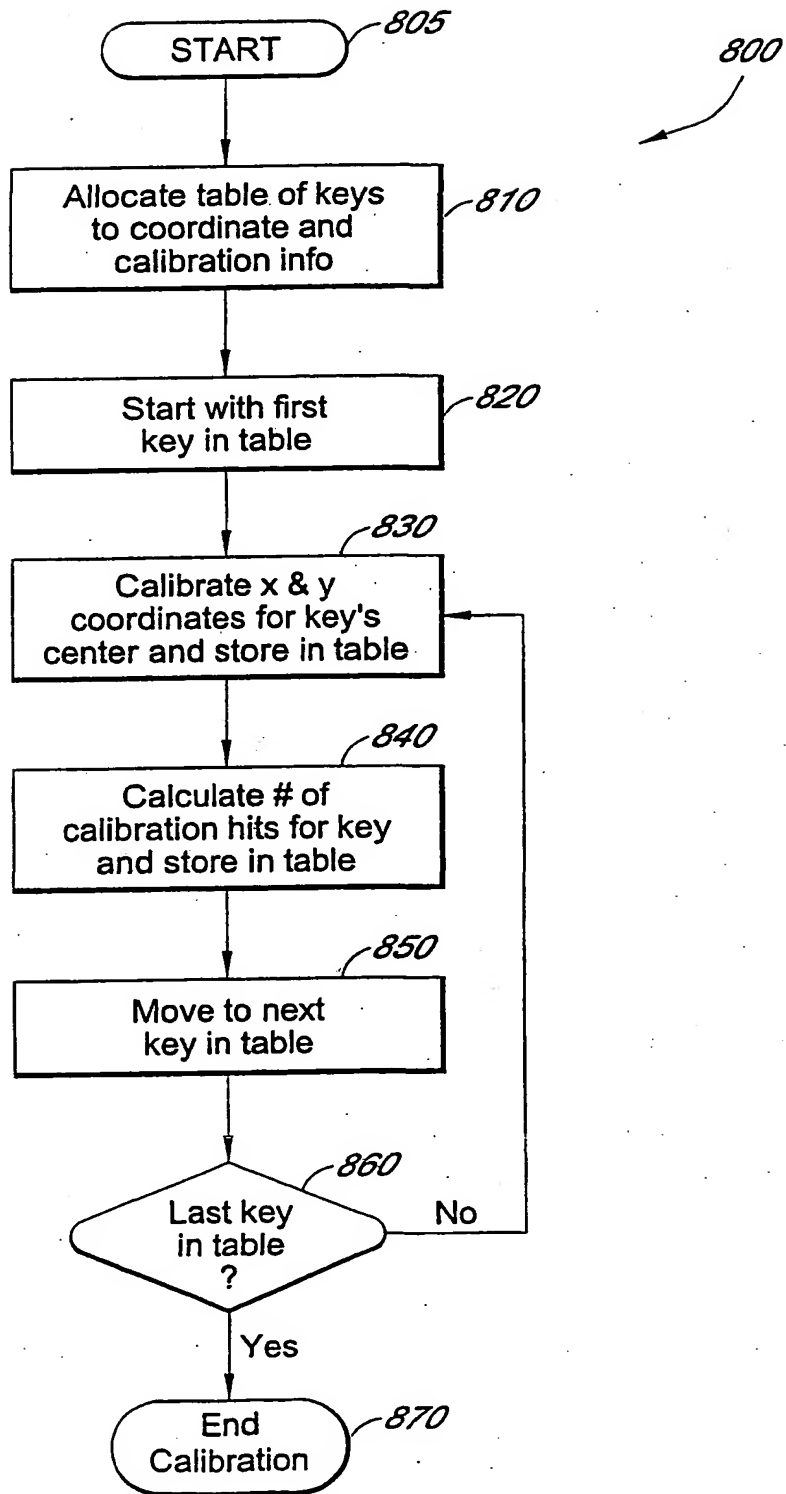 START
805
800
Allocate table of keys
to coordinate and
calibration info
810
Start with first
key in table
820
830
Calibrate x & y
coordinates for key's
center and store in table
840
Calculate # of
calibration hits for key
and store in table
850
Move to next
key in table
860
Last key
in table
?
No
Yes
End
Calibration
870